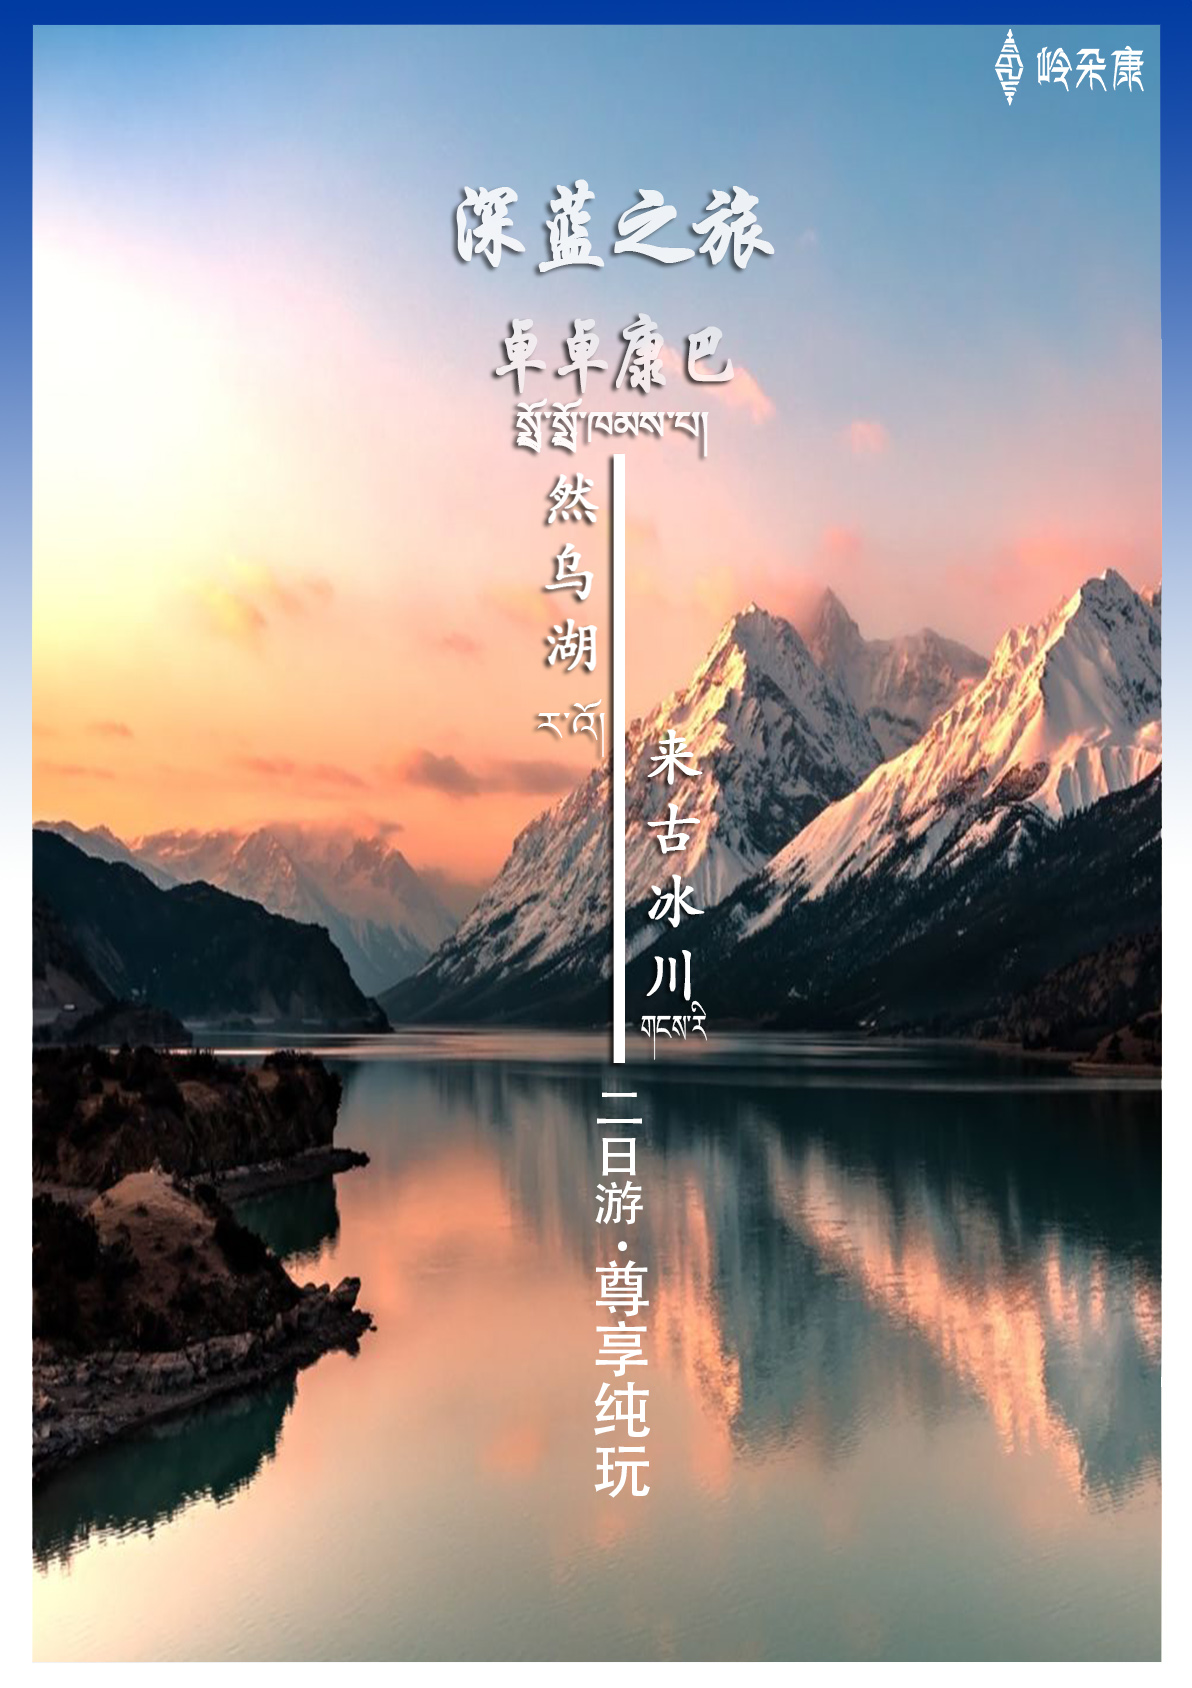 岭朵康
深蓝之旅
卓卓康巴
སྤྲོ་སྤྲོ་ཁམས་པ།
然乌湖
ར་འོ།
来古冰川
གངས་རི
二日游·尊享纯玩